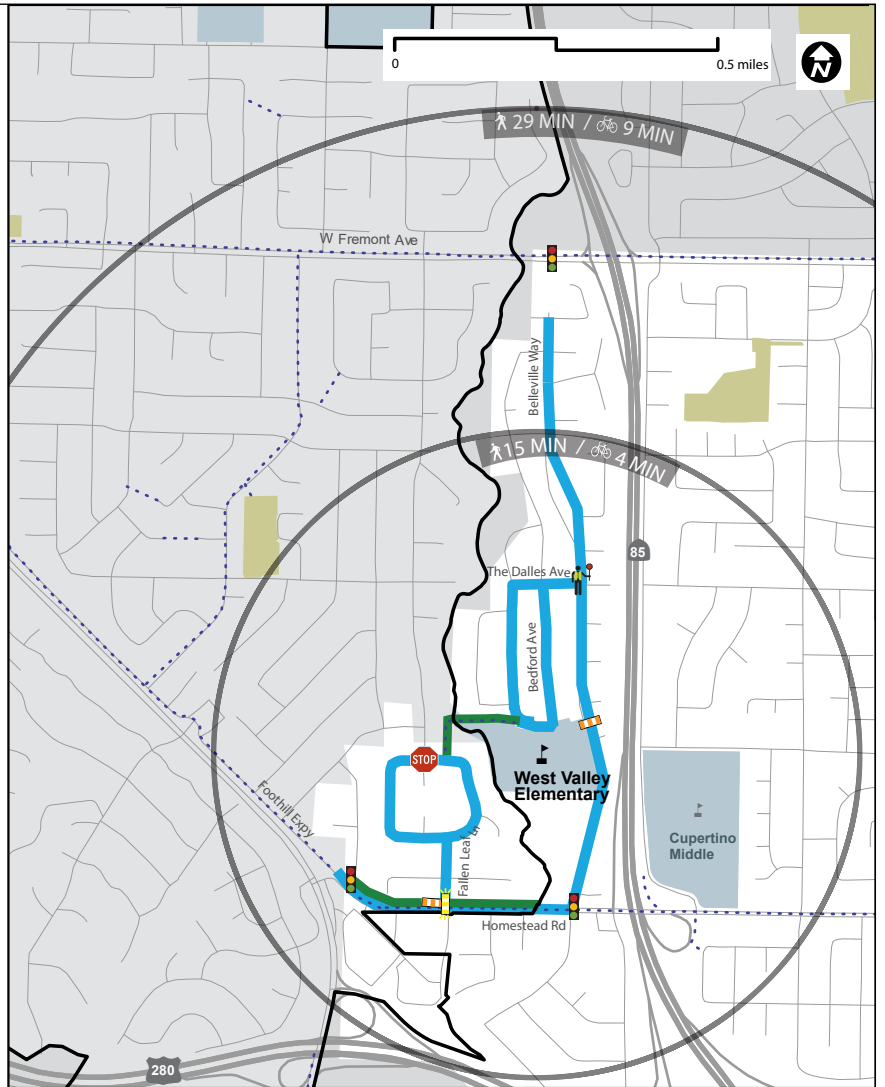 0
0.5 miles
N
29 MIN / 9 MIN
W Fremont Ave
Belleville Way
15 MIN / 4 MIN
85
The Dalles Ave
Bedford Ave
STOP
West Valley
Elementary
Foothill Expy
Fallen Leaf Ln
Cupertino
Middle
Homestead Rd
280